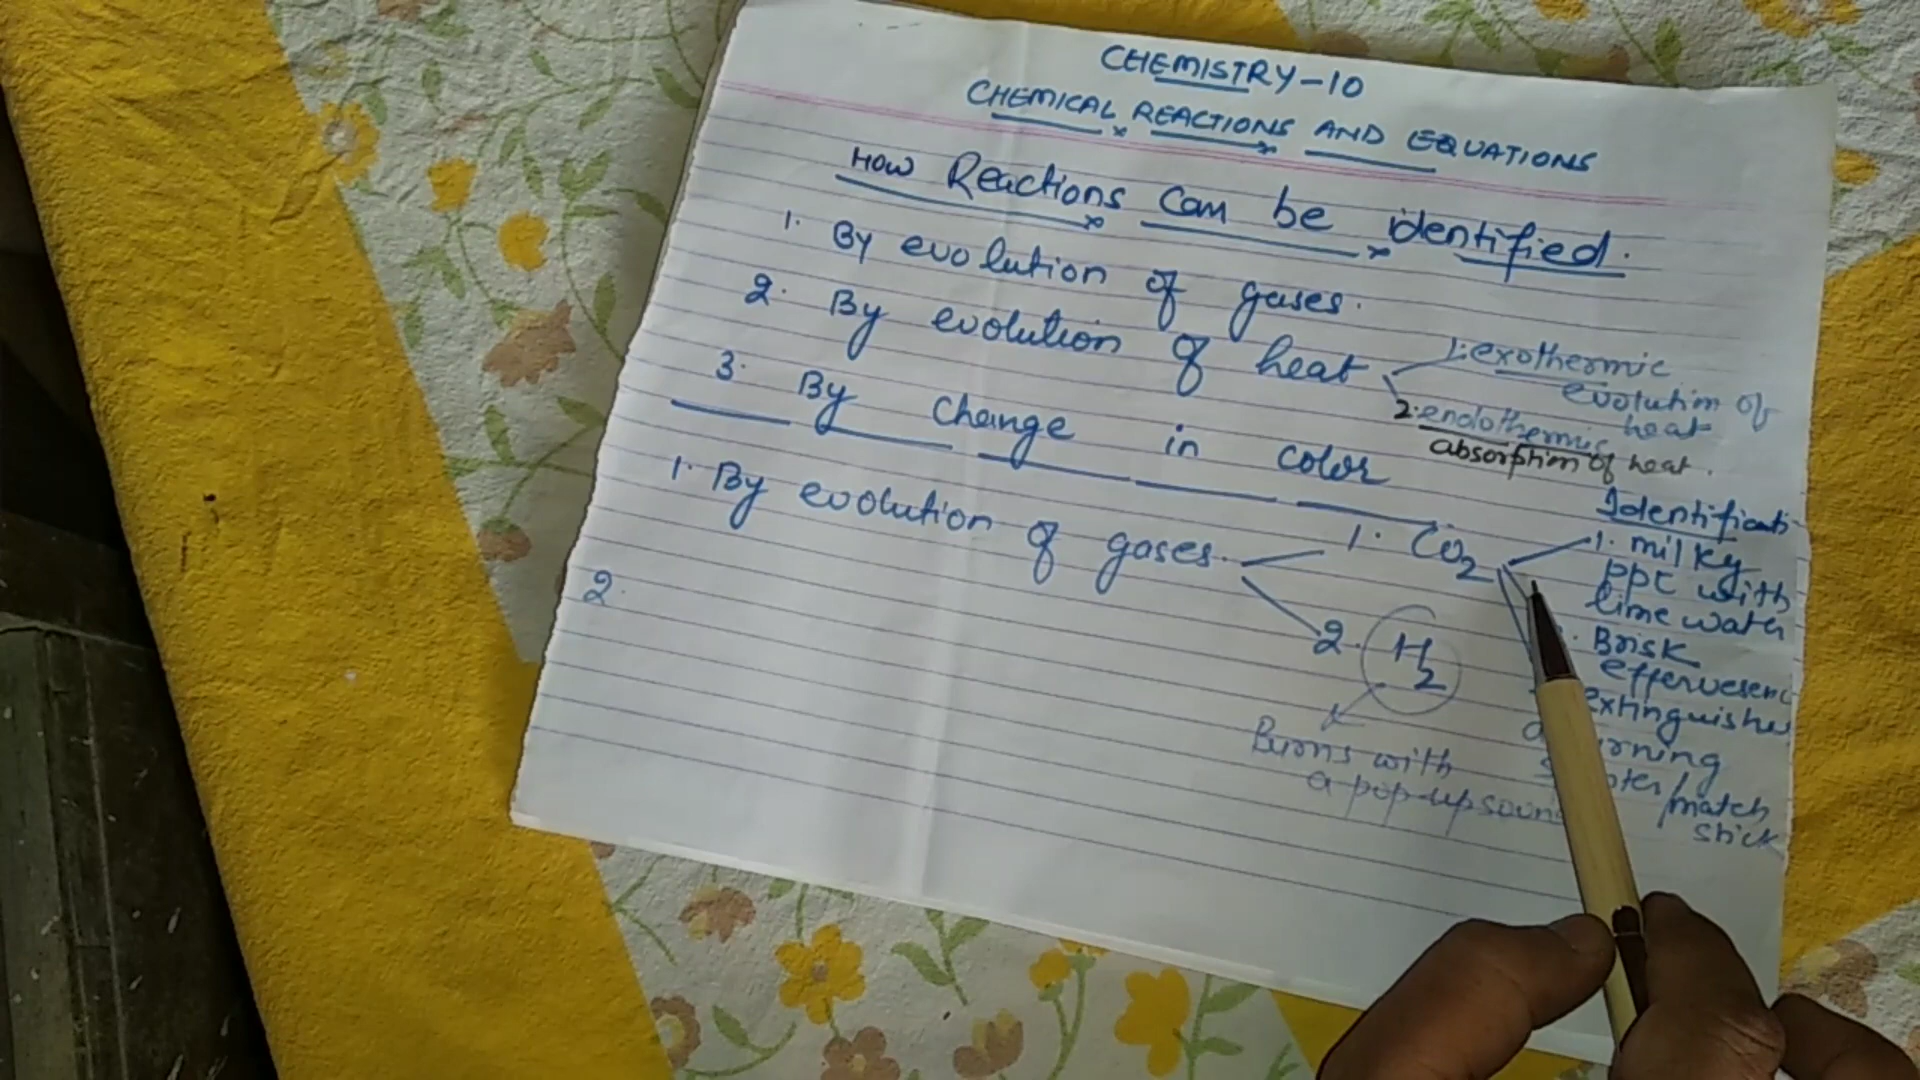 CHEMISTRY-10
CHEMICAL REACTIONS AND EQUATIONS
How Reactions Can be identified.
1. By evolution of gases.
2. By evolution of heat
1. exothermic
evolution of
heat
2. endothermic
absorption of heat.
3. By Change in color
1. By evolution of gases.
1. CO2
Identificati
1. milky
ppt with
lime water
Brisk
effervesenc
extinguishes
match
stick
2. H2
Burns with
a pop-up soun
2.